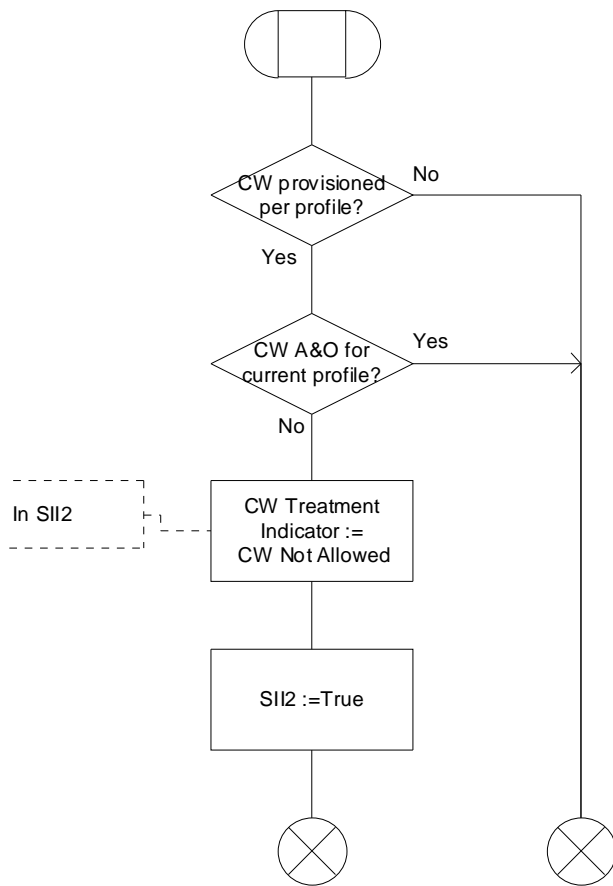 CW provisioned
per profile?
No
Yes
CW A&O for
current profile?
Yes
No
In SII2
CW Treatment
Indicator :=
CW Not Allowed
SII2 :=True